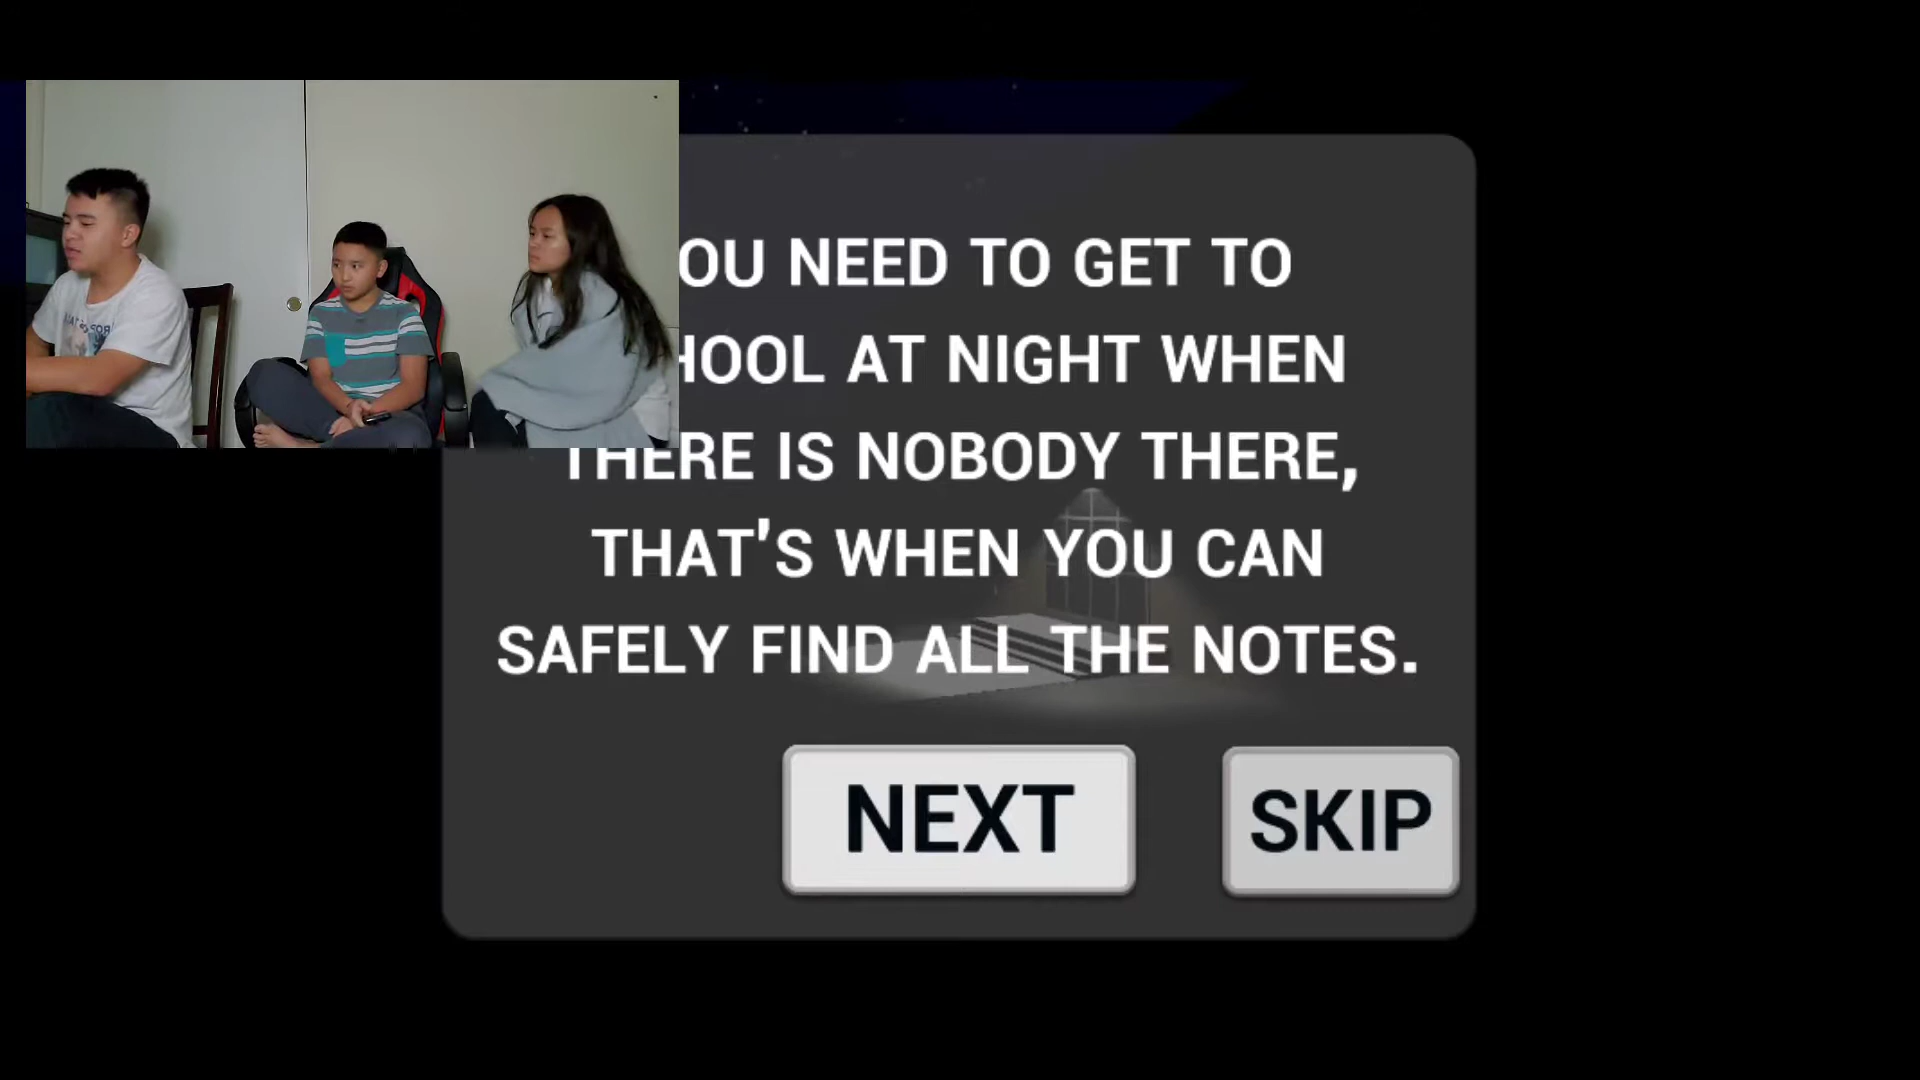 OU NEED TO GET TO
HOOL AT NIGHT WHEN
THERE IS NOBODY THERE,
THAT'S WHEN YOU CAN
SAFELY FIND ALL THE NOTES.
NEXT
SKIP